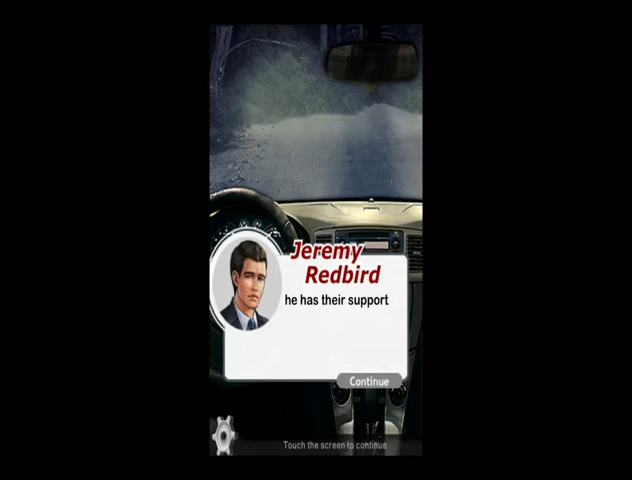 Jeremy
Redbird
he has their support
Continue
Touch the screen to continue